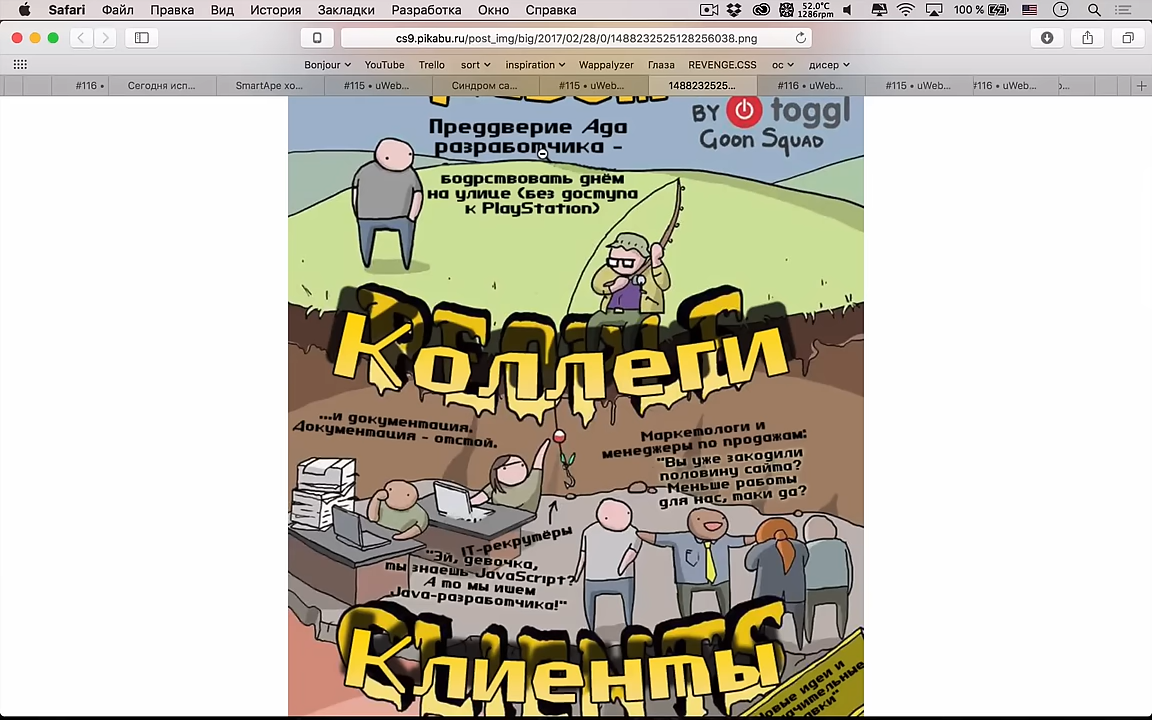 Safari Файл Правка Вид История Закладки Разработка Окно Справка
52.0°C
1286rpm
100 %
cs9.pikabu.ru/post_img/big/2017/02/28/0/1488232525128256038.png
Bonjour YouTube Trello sort inspiration Wappalyzer Глаза REVENGE.CSS ос дисер
#116 • Сегодня исп... SmartApe хо... #115 • uWeb... Синдром са... #115 • uWeb... 1488232525... #116 • uWeb... #115 • uWeb... #116 • uWeb...
BY toggl
Goon Squad
Преддверие Ада
разработчика -
бодрствовать днём
на улице (без доступа
к PlayStation)
Коллеги
...и документация.
Документация - отстой.
Маркетологи и
менеджеры по продажам:
"Вы уже закодили
половину сайта?
Меньше работы
для нас, таки да?
IT-рекрутёры
"Эй, девочка,
ты знаешь JavaScript?
А то мы ищем
Java-разработчика!"
Клиенты